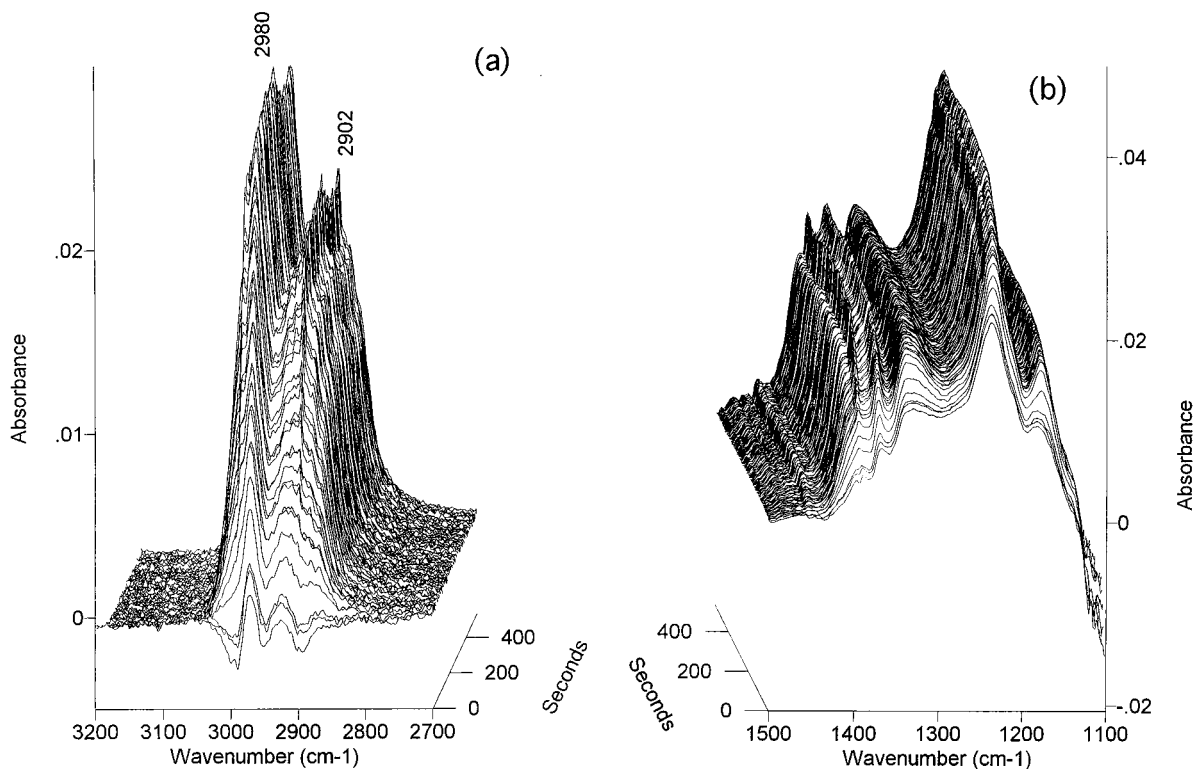 2980
(a)
2902
.02
.01
0
Absorbance
400
200
0
Seconds
3200 3100 3000 2900 2800 2700
Wavenumber (cm-1)
(b)
.04
.02
0
-.02
Absorbance
400
200
0
Seconds
1500 1400 1300 1200 1100
Wavenumber (cm-1)